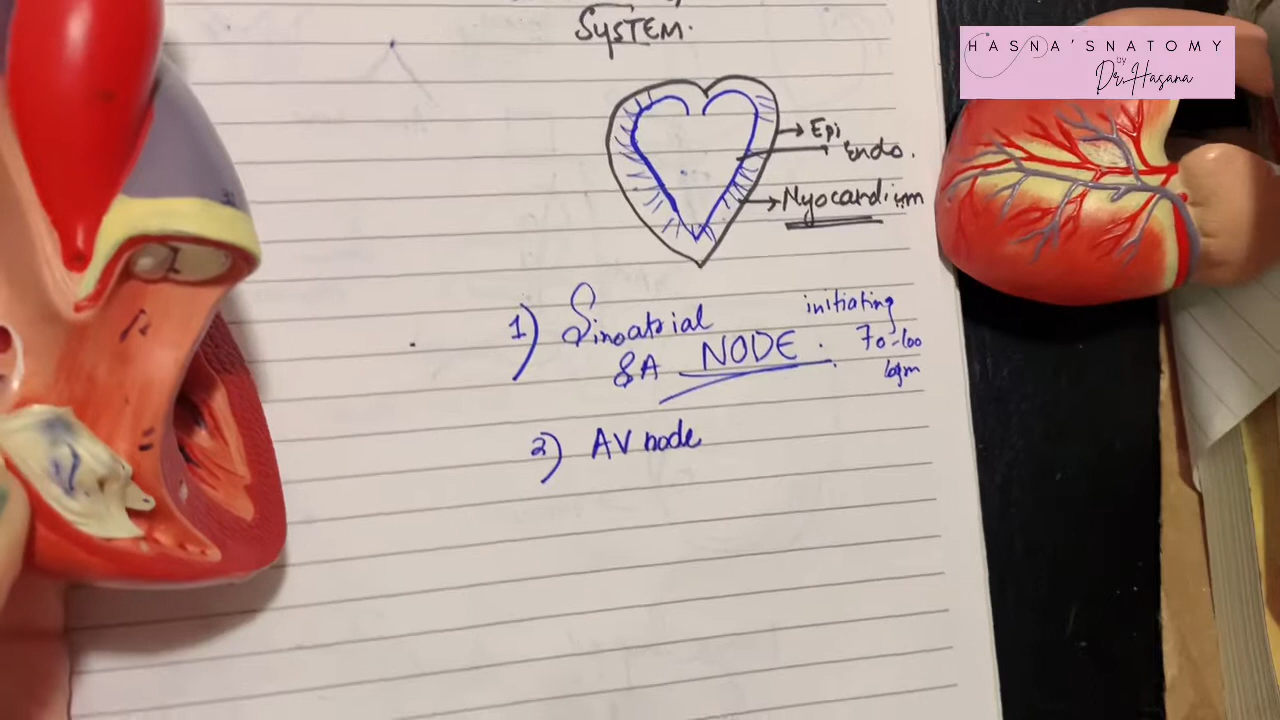 SYSTEM.
HASNA'SNATOMY
by
Dr.Hasana
Epi
Endo.
Myocardium
1) Sinoatrial initiating
SA NODE. 70-100
bpm
2) AV node